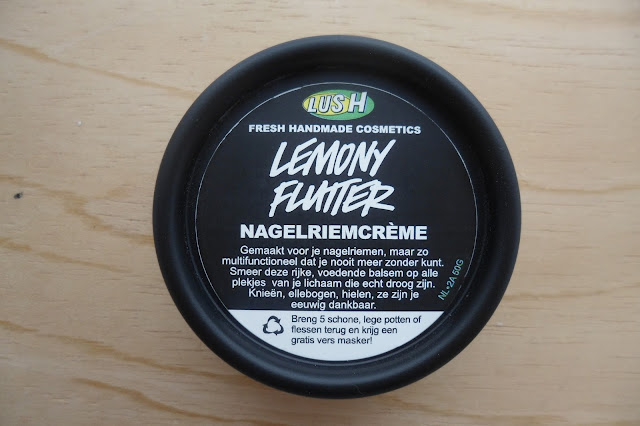 LUSH
FRESH HANDMADE COSMETICS
LEMONY
FLUTTER
NAGELRIEMCRÈME
Gemaakt voor je nagelriemen, maar zo
multifunctioneel dat je nooit meer zonder kunt.
Smeer deze rijke, voedende balsem op alle
plekjes van je lichaam die echt droog zijn.
Knieën, ellebogen, hielen, ze zijn je
eeuwig dankbaar.
NL-2A 50G
Breng 5 schone, lege potten of
flessen terug en krijg een
gratis vers masker!